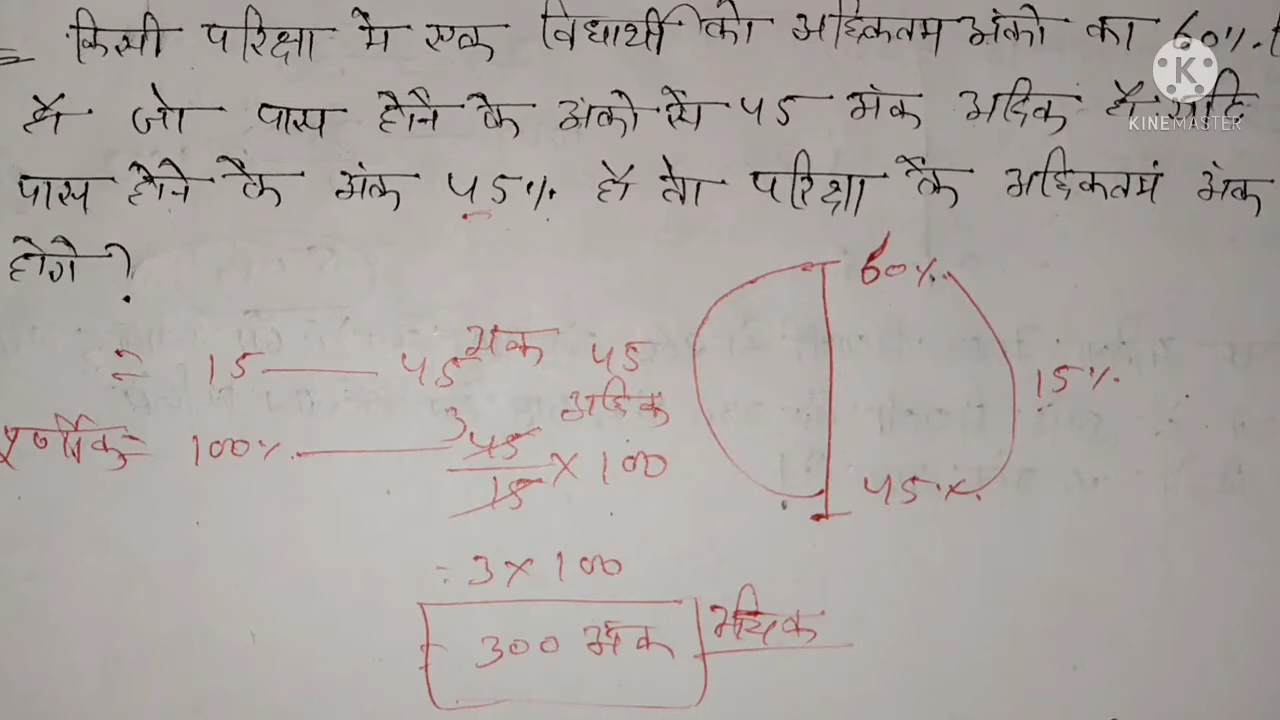 = किसी परिक्षा मे एक विधार्थी को अधिकतम अंको का 60%.
है जो पास होने के अंको से 45 अंक अधिक है यदि
K
KINEMASTER
पास होने के अंक 45% है तो परिक्षा के अधिकतमं अंक
होगे ?
= 15 —— 45 अंक 45 अधिक
पूर्णांक = 100% —— 45/15 × 100
3
60%
15%
45%
= 3 × 100
= 300 अंक